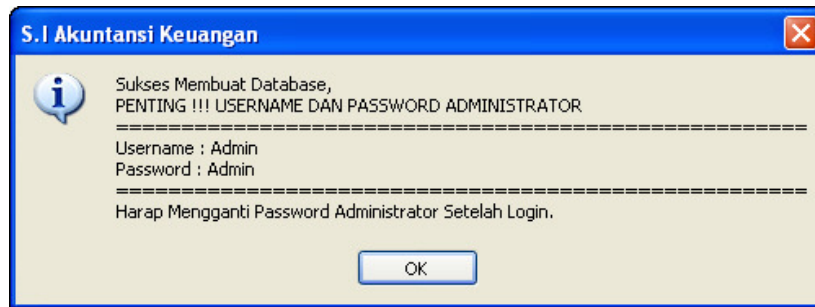 S.I Akuntansi Keuangan
Sukses Membuat Database,
PENTING !!! USERNAME DAN PASSWORD ADMINISTRATOR
=====================================================
Username : Admin
Password : Admin
=====================================================
Harap Mengganti Password Administrator Setelah Login.
OK